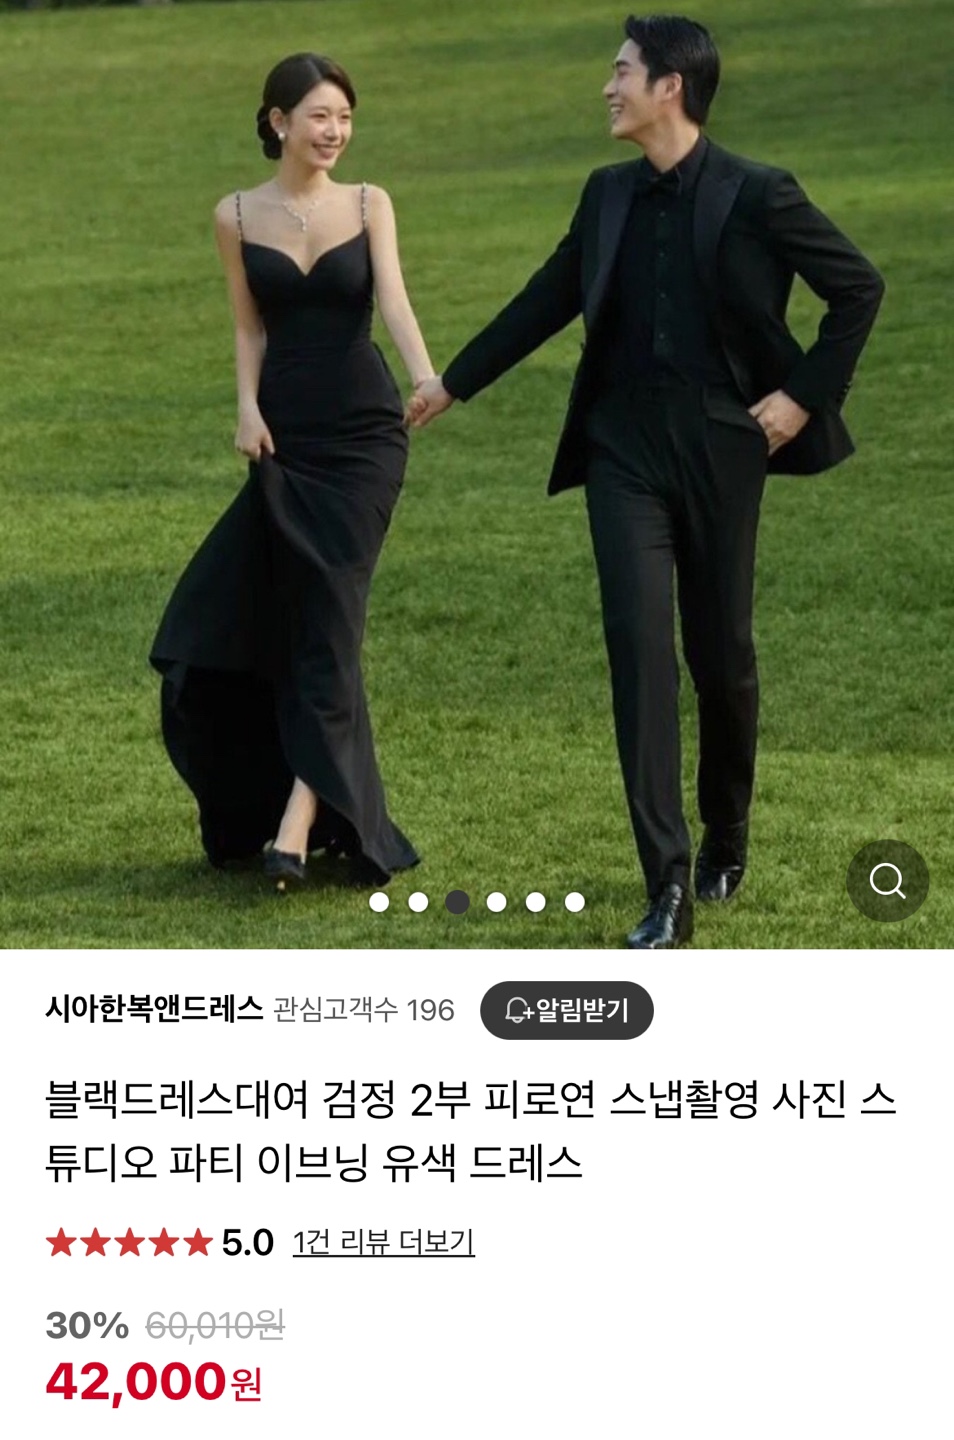 시아한복앤드레스 관심고객수 196 알림받기
블랙드레스대여 검정 2부 피로연 스냅촬영 사진 스
튜디오 파티 이브닝 유색 드레스
★★★★★ 5.0 1건 리뷰 더보기
30% 60,010원
42,000원